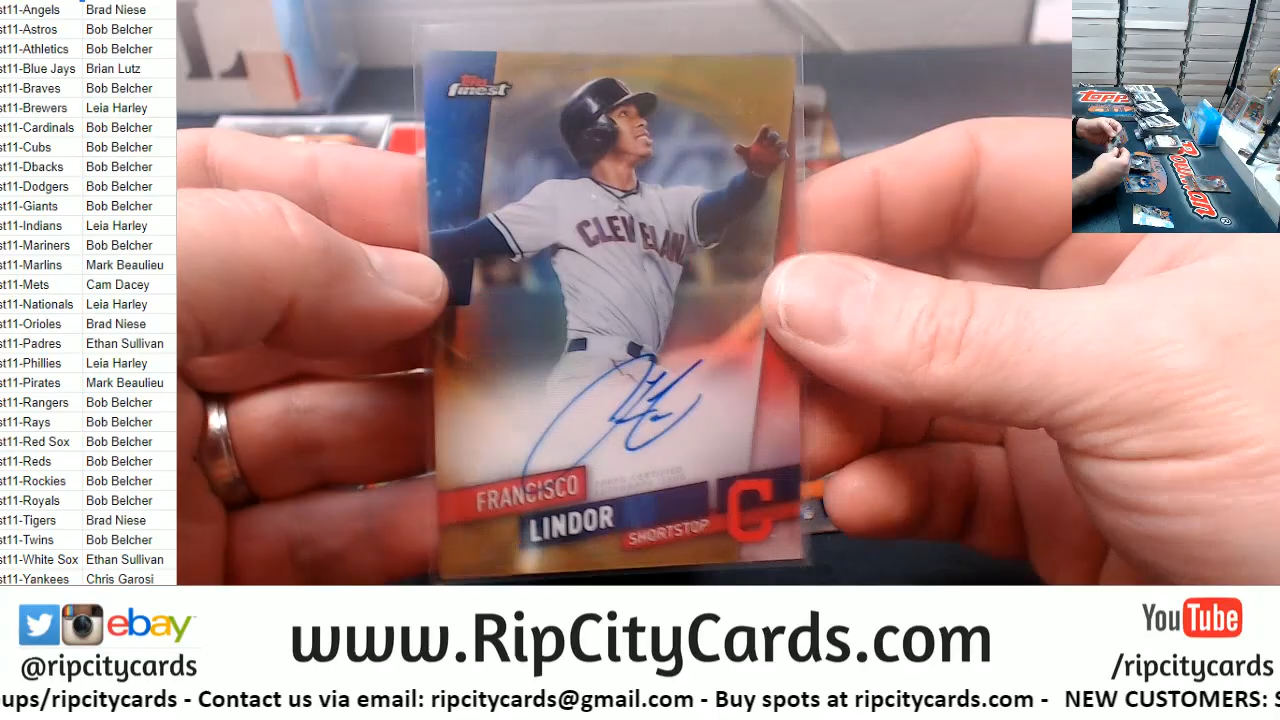 st11-Angels Brad Niese
st11-Astros Bob Belcher
st11-Athletics Bob Belcher
st11-Blue Jays Brian Lutz
st11-Braves Bob Belcher
st11-Brewers Leia Harley
st11-Cardinals Bob Belcher
st11-Cubs Bob Belcher
st11-Dbacks Bob Belcher
st11-Dodgers Bob Belcher
st11-Giants Bob Belcher
st11-Indians Leia Harley
st11-Mariners Bob Belcher
st11-Marlins Mark Beaulieu
st11-Mets Cam Dacey
st11-Nationals Leia Harley
st11-Orioles Brad Niese
st11-Padres Ethan Sullivan
st11-Phillies Leia Harley
st11-Pirates Mark Beaulieu
st11-Rangers Bob Belcher
st11-Rays Bob Belcher
st11-Red Sox Bob Belcher
st11-Reds Bob Belcher
st11-Rockies Bob Belcher
st11-Royals Bob Belcher
st11-Tigers Brad Niese
st11-Twins Bob Belcher
st11-White Sox Ethan Sullivan
st11-Yankees Chris Garosi
Topps
finest
CLEVELAN
TOPPS CERTIFIED
FRANCISCO
LINDOR
SHORTSTOP
C
Topps
Bowman
ebay
@ripcitycards
www.RipCityCards.com
YouTube
/ripcitycards
oups/ripcitycards - Contact us via email: ripcitycards@gmail.com - Buy spots at ripcitycards.com - NEW CUSTOMERS: S